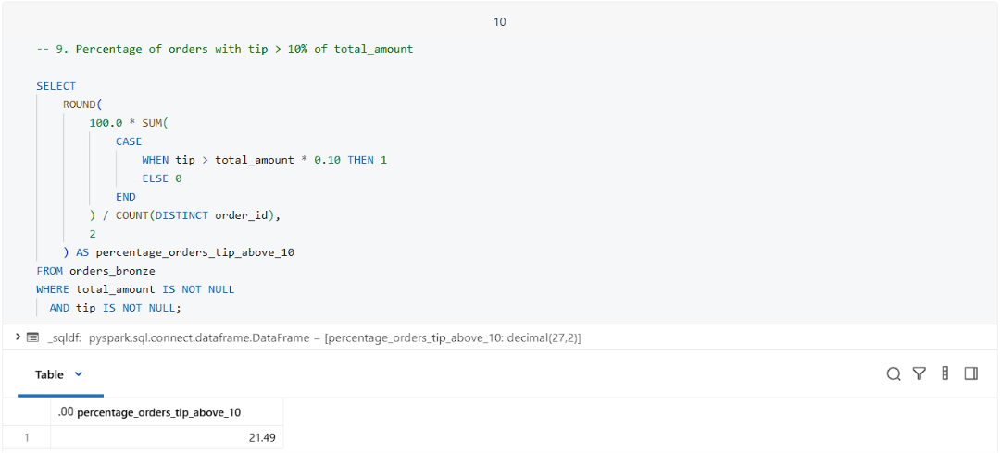 10
-- 9. Percentage of orders with tip > 10% of total_amount
SELECT
ROUND(
100.0 * SUM(
CASE
WHEN tip > total_amount * 0.10 THEN 1
ELSE 0
END
) / COUNT(DISTINCT order_id),
2
) AS percentage_orders_tip_above_10
FROM orders_bronze
WHERE total_amount IS NOT NULL
AND tip IS NOT NULL;
_sqldf: pyspark.sql.connect.dataframe.DataFrame = [percentage_orders_tip_above_10: decimal(27,2)]
Table
.00 percentage_orders_tip_above_10
1 21.49